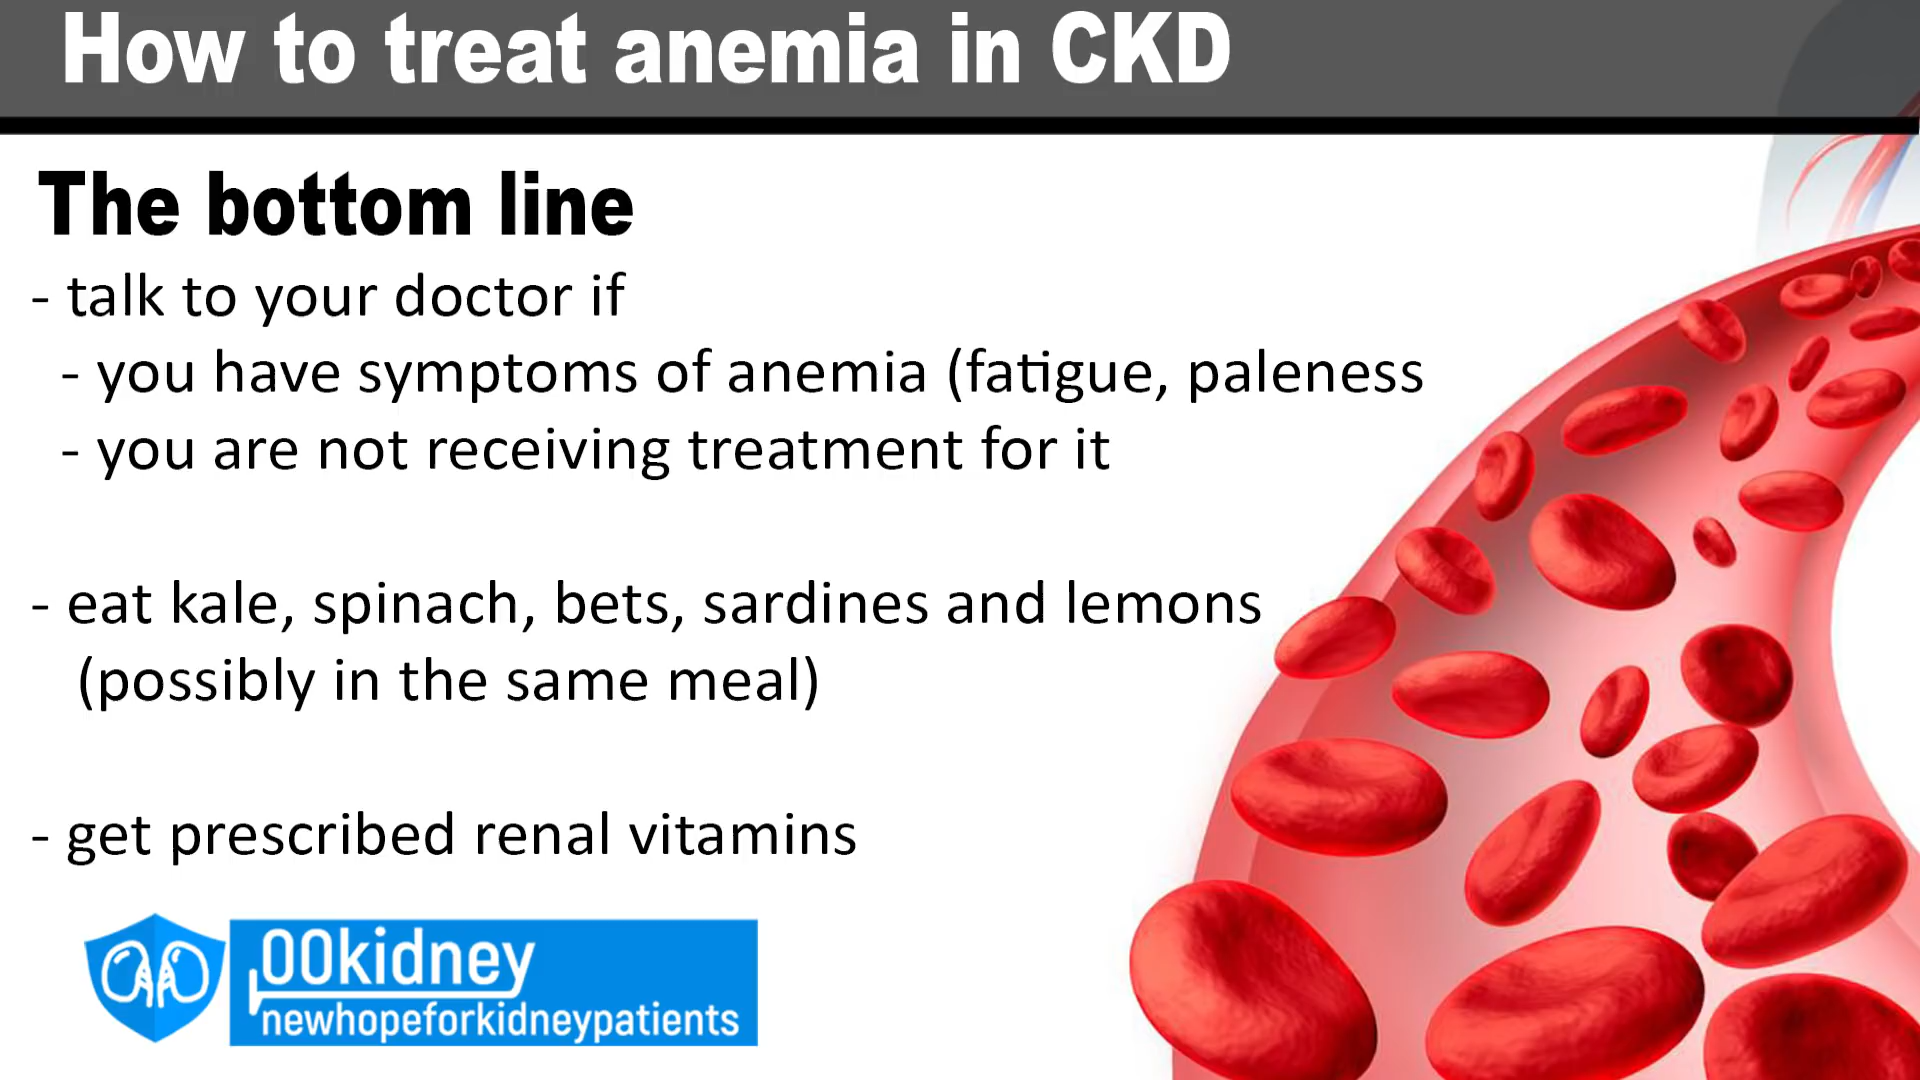 How to treat anemia in CKD
The bottom line
- talk to your doctor if
- you have symptoms of anemia (fatigue, paleness
- you are not receiving treatment for it
- eat kale, spinach, bets, sardines and lemons
(possibly in the same meal)
- get prescribed renal vitamins
00kidney
newhopeforkidneypatients